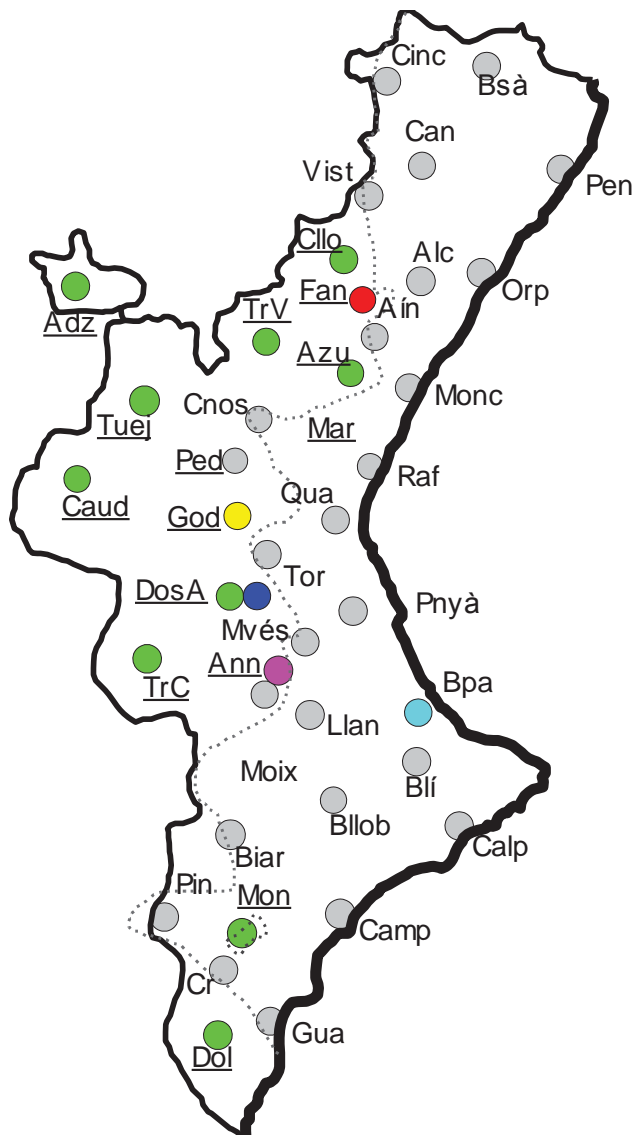 Cinc
Bsà
Can
Pen
Vist
Cllo
Alc
Orp
Fan
Adz
TrV
Aín
Azu
Monc
Cnos
Tuej
Mar
Ped
Raf
Caud
Qua
God
Tor
DosA
Pnyà
Mvés
Ann
TrC
Bpa
Llan
Moix
Blí
Bllob
Calp
Biar
Pin
Mon
Camp
Cr
Gua
Dol